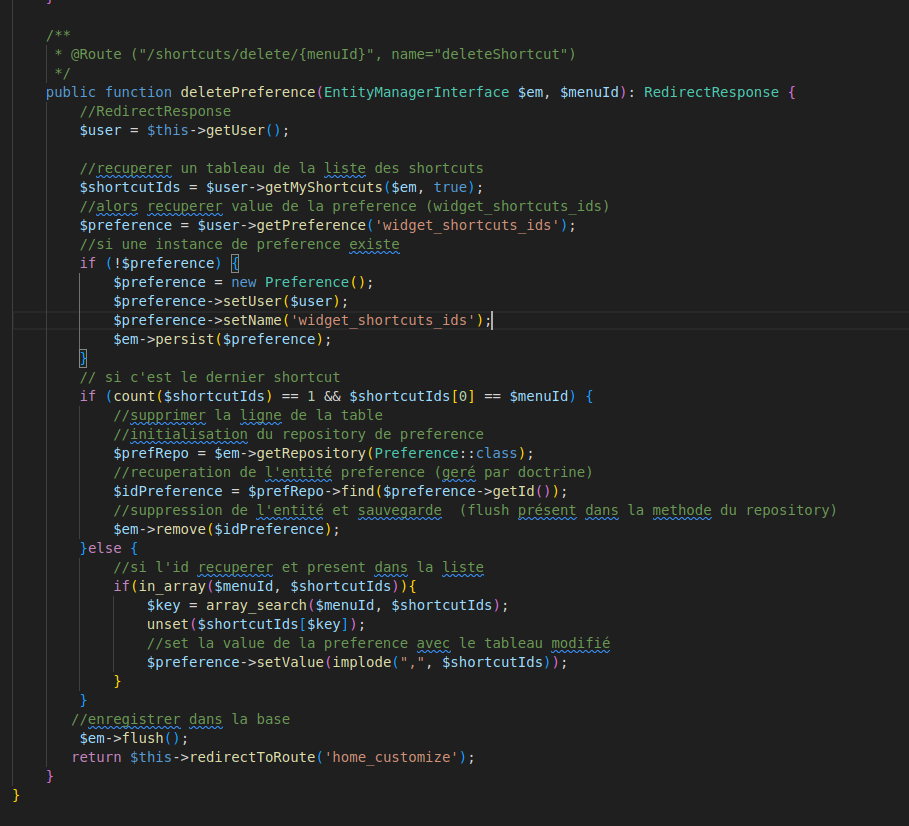 }
/**
 * @Route ("/shortcuts/delete/{menuId}", name="deleteShortcut")
 */
public function deletePreference(EntityManagerInterface $em, $menuId): RedirectResponse {
    //RedirectResponse
    $user = $this->getUser();
    //recuperer un tableau de la liste des shortcuts
    $shortcutIds = $user->getMyShortcuts($em, true);
    //alors recuperer value de la preference (widget_shortcuts_ids)
    $preference = $user->getPreference('widget_shortcuts_ids');
    //si une instance de preference existe
    if (!$preference) {
        $preference = new Preference();
        $preference->setUser($user);
        $preference->setName('widget_shortcuts_ids');
        $em->persist($preference);
    }
    // si c'est le dernier shortcut
    if (count($shortcutIds) == 1 && $shortcutIds[0] == $menuId) {
        //supprimer la ligne de la table
        //initialisation du repository de preference
        $prefRepo = $em->getRepository(Preference::class);
        //recuperation de l'entité preference (geré par doctrine)
        $idPreference = $prefRepo->find($preference->getId());
        //suppression de l'entité et sauvegarde  (flush présent dans la methode du repository)
        $em->remove($idPreference);
    }else {
        //si l'id recuperer et present dans la liste
        if(in_array($menuId, $shortcutIds)){
            $key = array_search($menuId, $shortcutIds);
            unset($shortcutIds[$key]);
            //set la value de la preference avec le tableau modifié
            $preference->setValue(implode(",", $shortcutIds));
        }
    }
   //enregistrer dans la base
    $em->flush();
   return $this->redirectToRoute('home_customize');
}
}